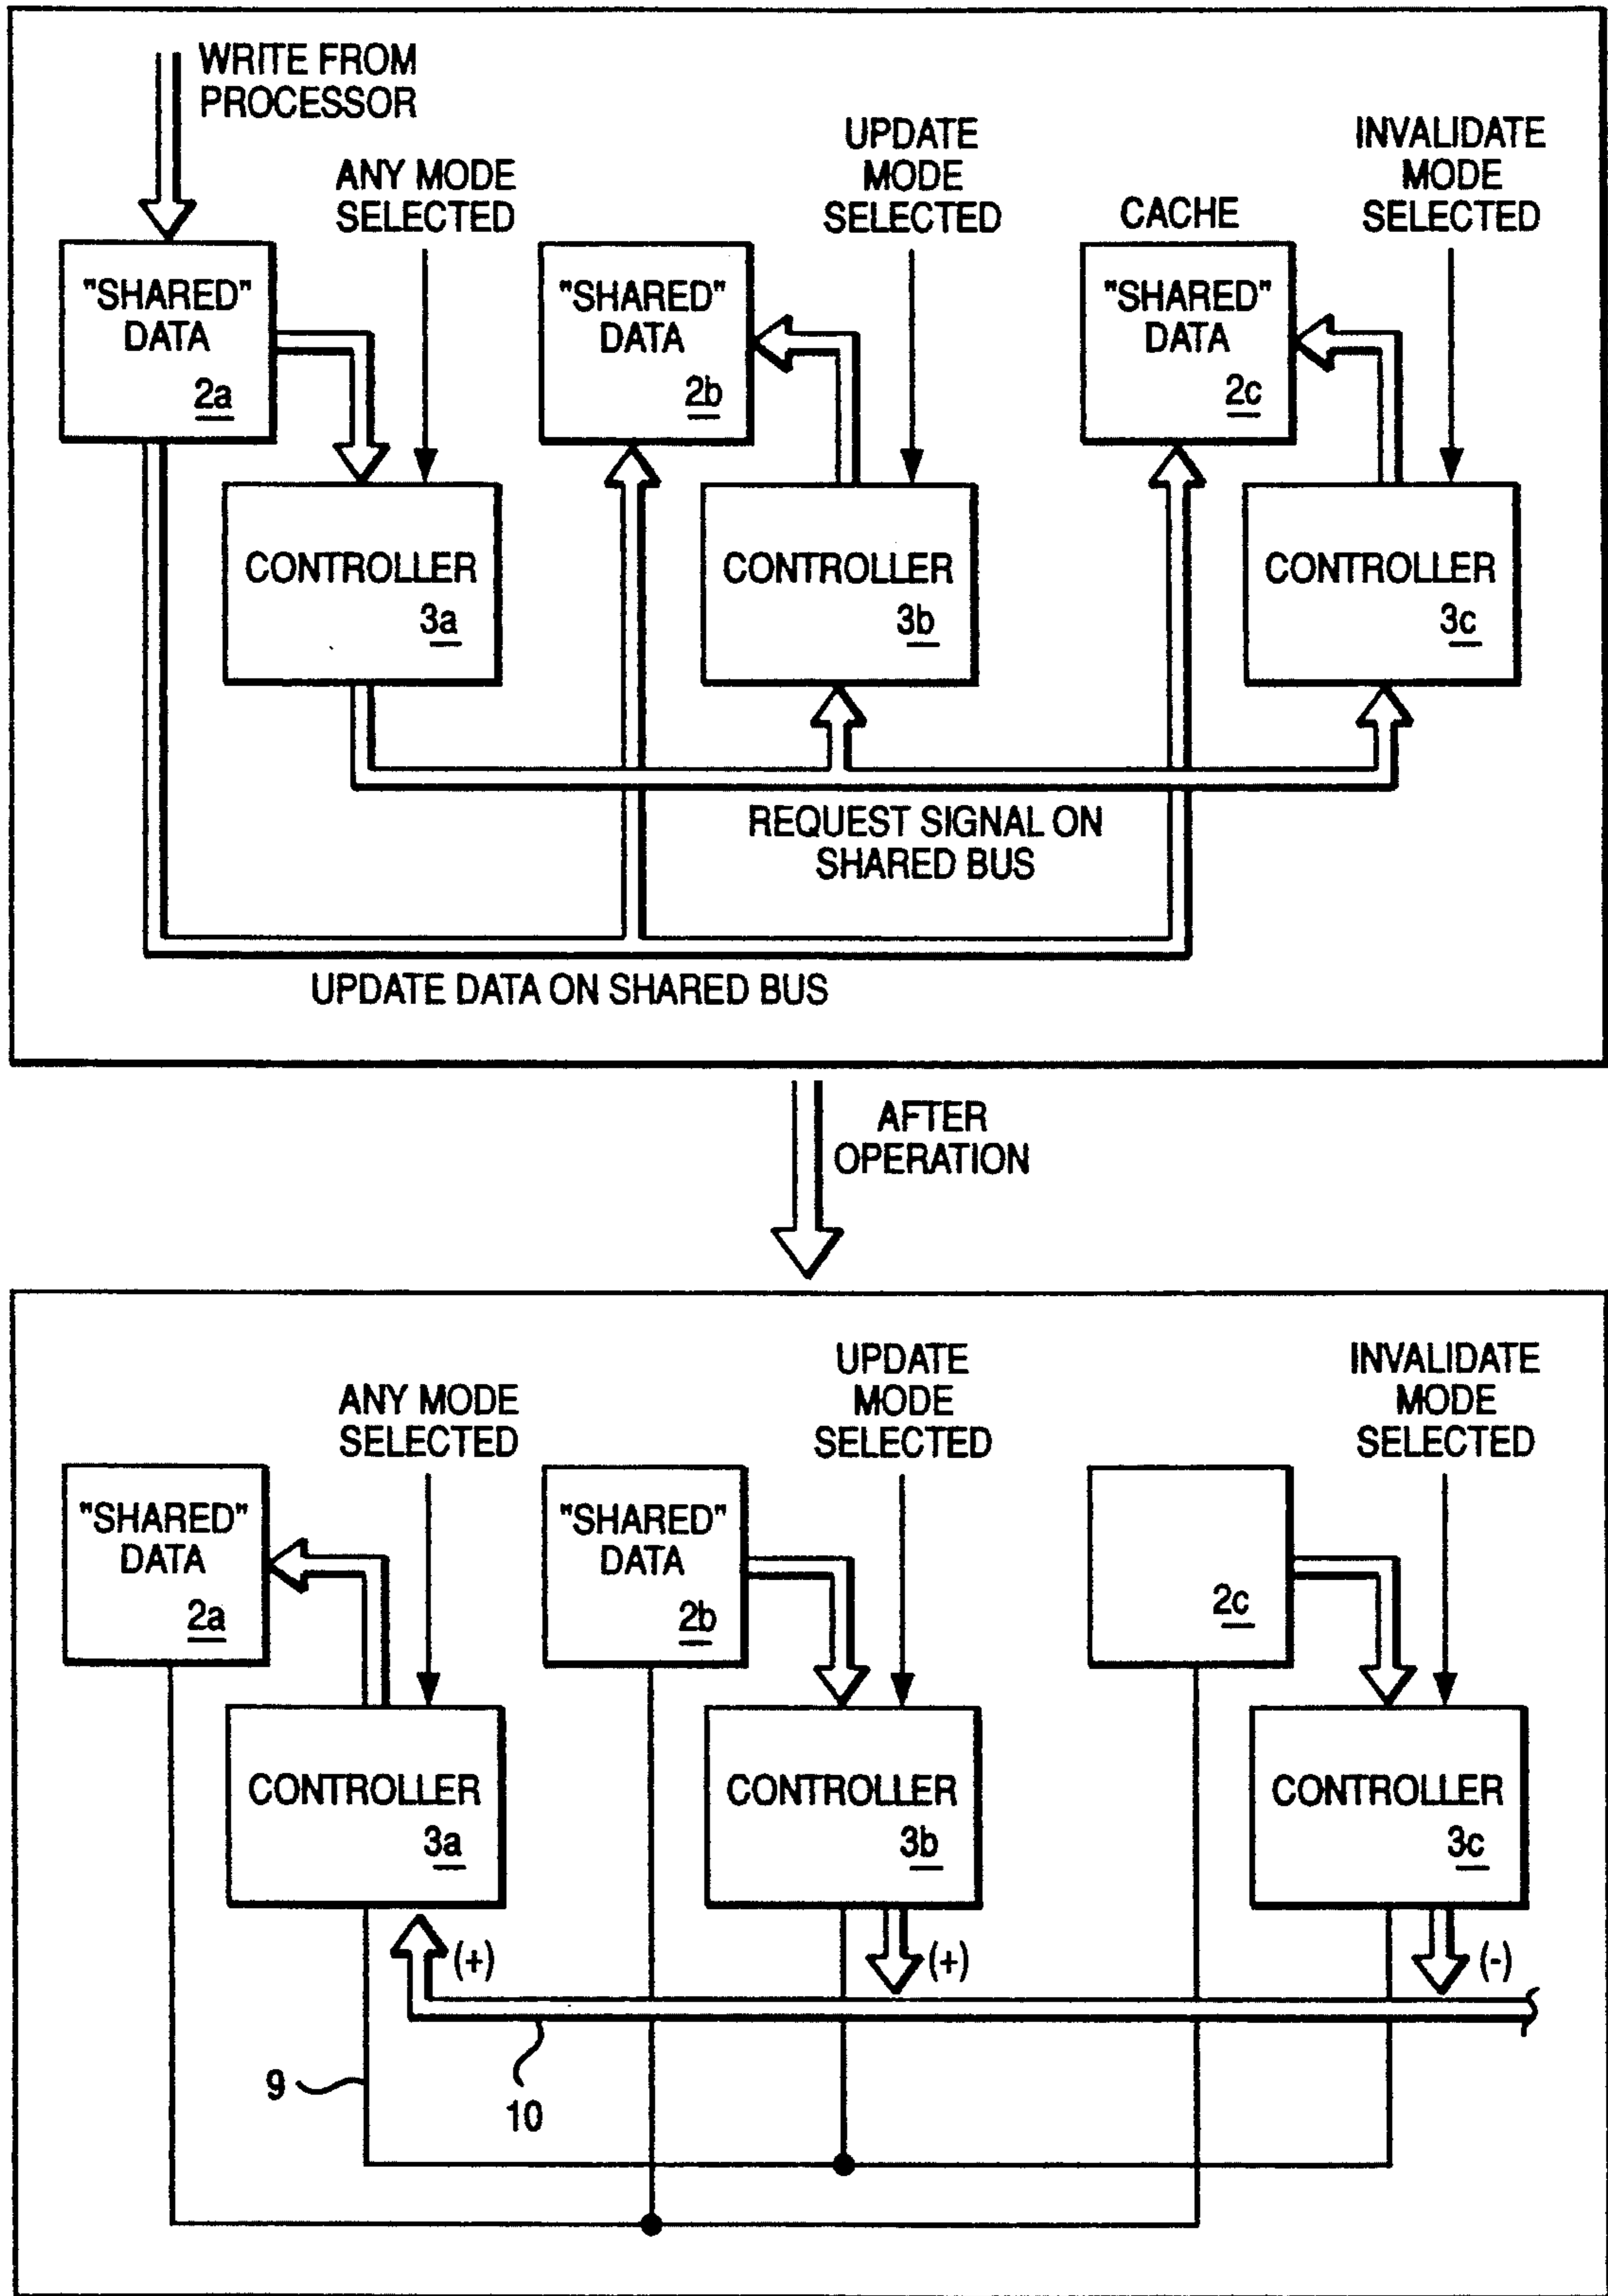 WRITE FROM
PROCESSOR
ANY MODE
SELECTED
UPDATE
MODE
SELECTED
INVALIDATE
MODE
SELECTED
CACHE
"SHARED"
DATA
2a
"SHARED"
DATA
2b
"SHARED"
DATA
2c
CONTROLLER
3a
CONTROLLER
3b
CONTROLLER
3c
REQUEST SIGNAL ON
SHARED BUS
UPDATE DATA ON SHARED BUS
AFTER
OPERATION
ANY MODE
SELECTED
UPDATE
MODE
SELECTED
INVALIDATE
MODE
SELECTED
"SHARED"
DATA
2a
"SHARED"
DATA
2b
2c
CONTROLLER
3a
CONTROLLER
3b
CONTROLLER
3c
(+)
(+)
(-)
9
10